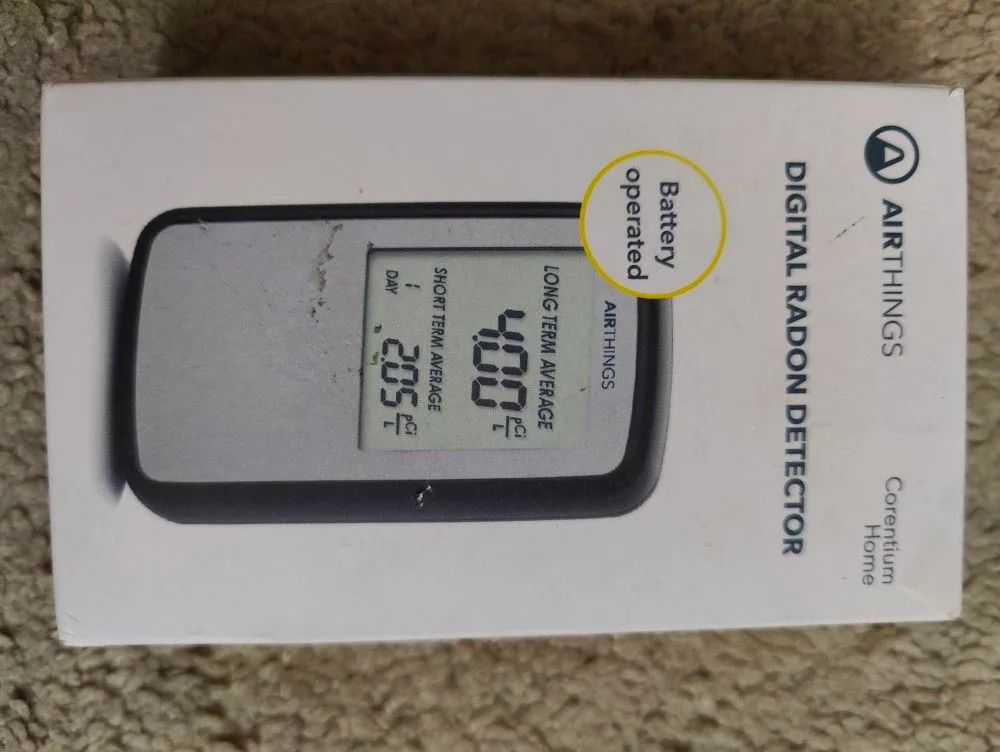 AIRTHINGS
Corentium
Home
DIGITAL RADON DETECTOR
Battery
operated
AIRTHINGS
LONG TERM AVERAGE
4.00 pCi/L
SHORT TERM AVERAGE
1 DAY 2.05 pCi/L